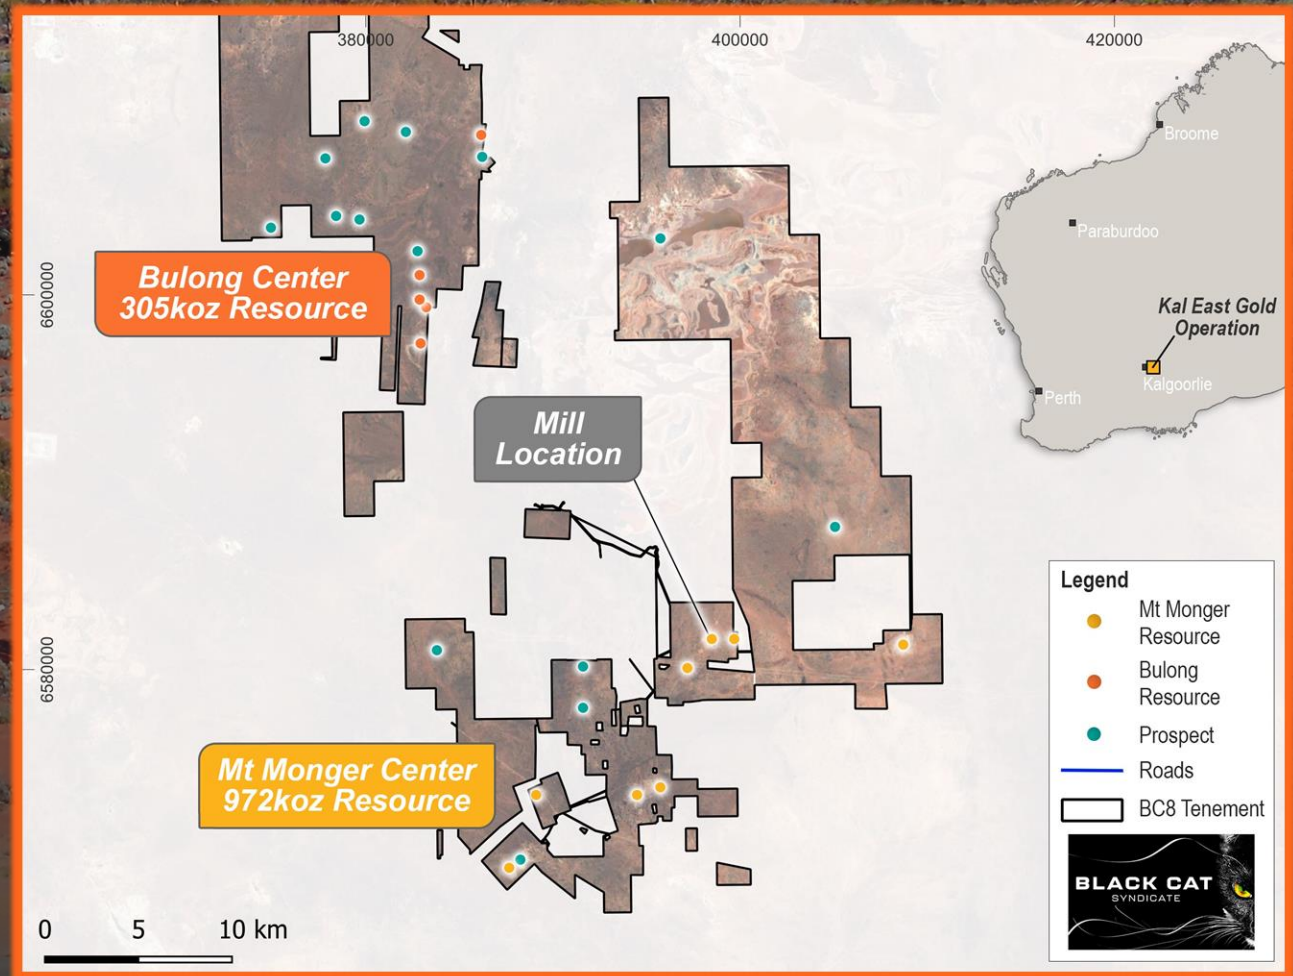 380000
400000
420000
6600000
6580000
Broome
Paraburdoo
Kal East Gold
Operation
Kalgoorlie
Perth
Bulong Center
305koz Resource
Mill
Location
Mt Monger Center
972koz Resource
Legend
Mt Monger
Resource
Bulong
Resource
Prospect
Roads
BC8 Tenement
BLACK CAT
SYNDICATE
0 5 10 km